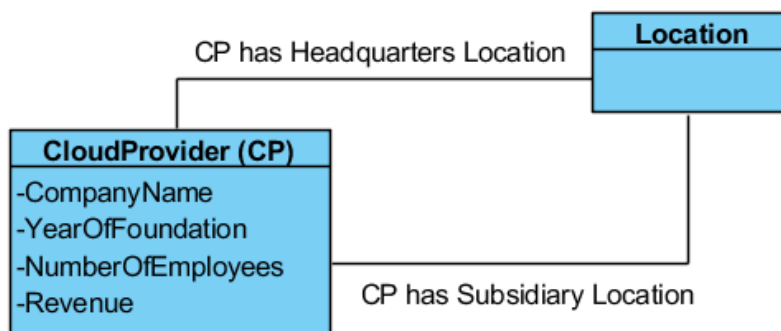 Location
CP has Headquarters Location
CloudProvider (CP)
-CompanyName
-YearOfFoundation
-NumberOfEmployees
-Revenue
CP has Subsidiary Location